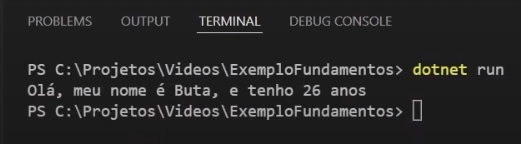 PROBLEMS OUTPUT TERMINAL DEBUG CONSOLE
PS C:\Projetos\Videos\ExemploFundamentos> dotnet run
Olá, meu nome é Buta, e tenho 26 anos
PS C:\Projetos\Videos\ExemploFundamentos>